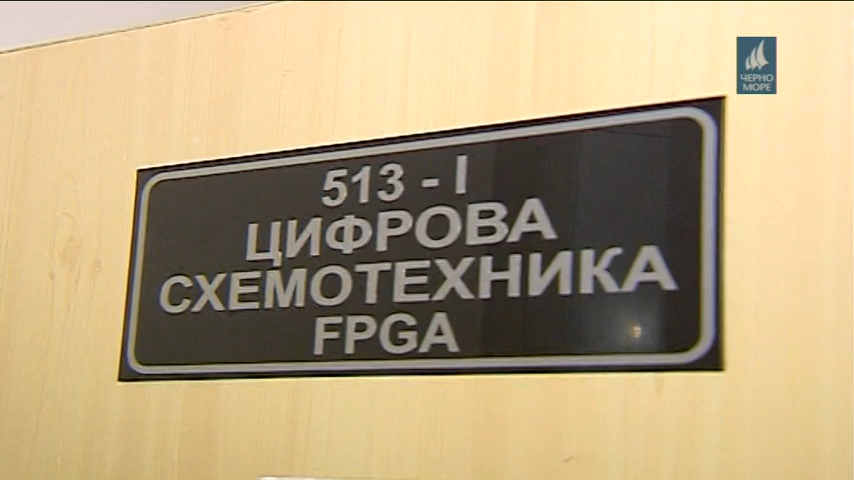 ЧЕРНО
МОРЕ
513 - I
ЦИФРОВА
СХЕМОТЕХНИКА
FPGA